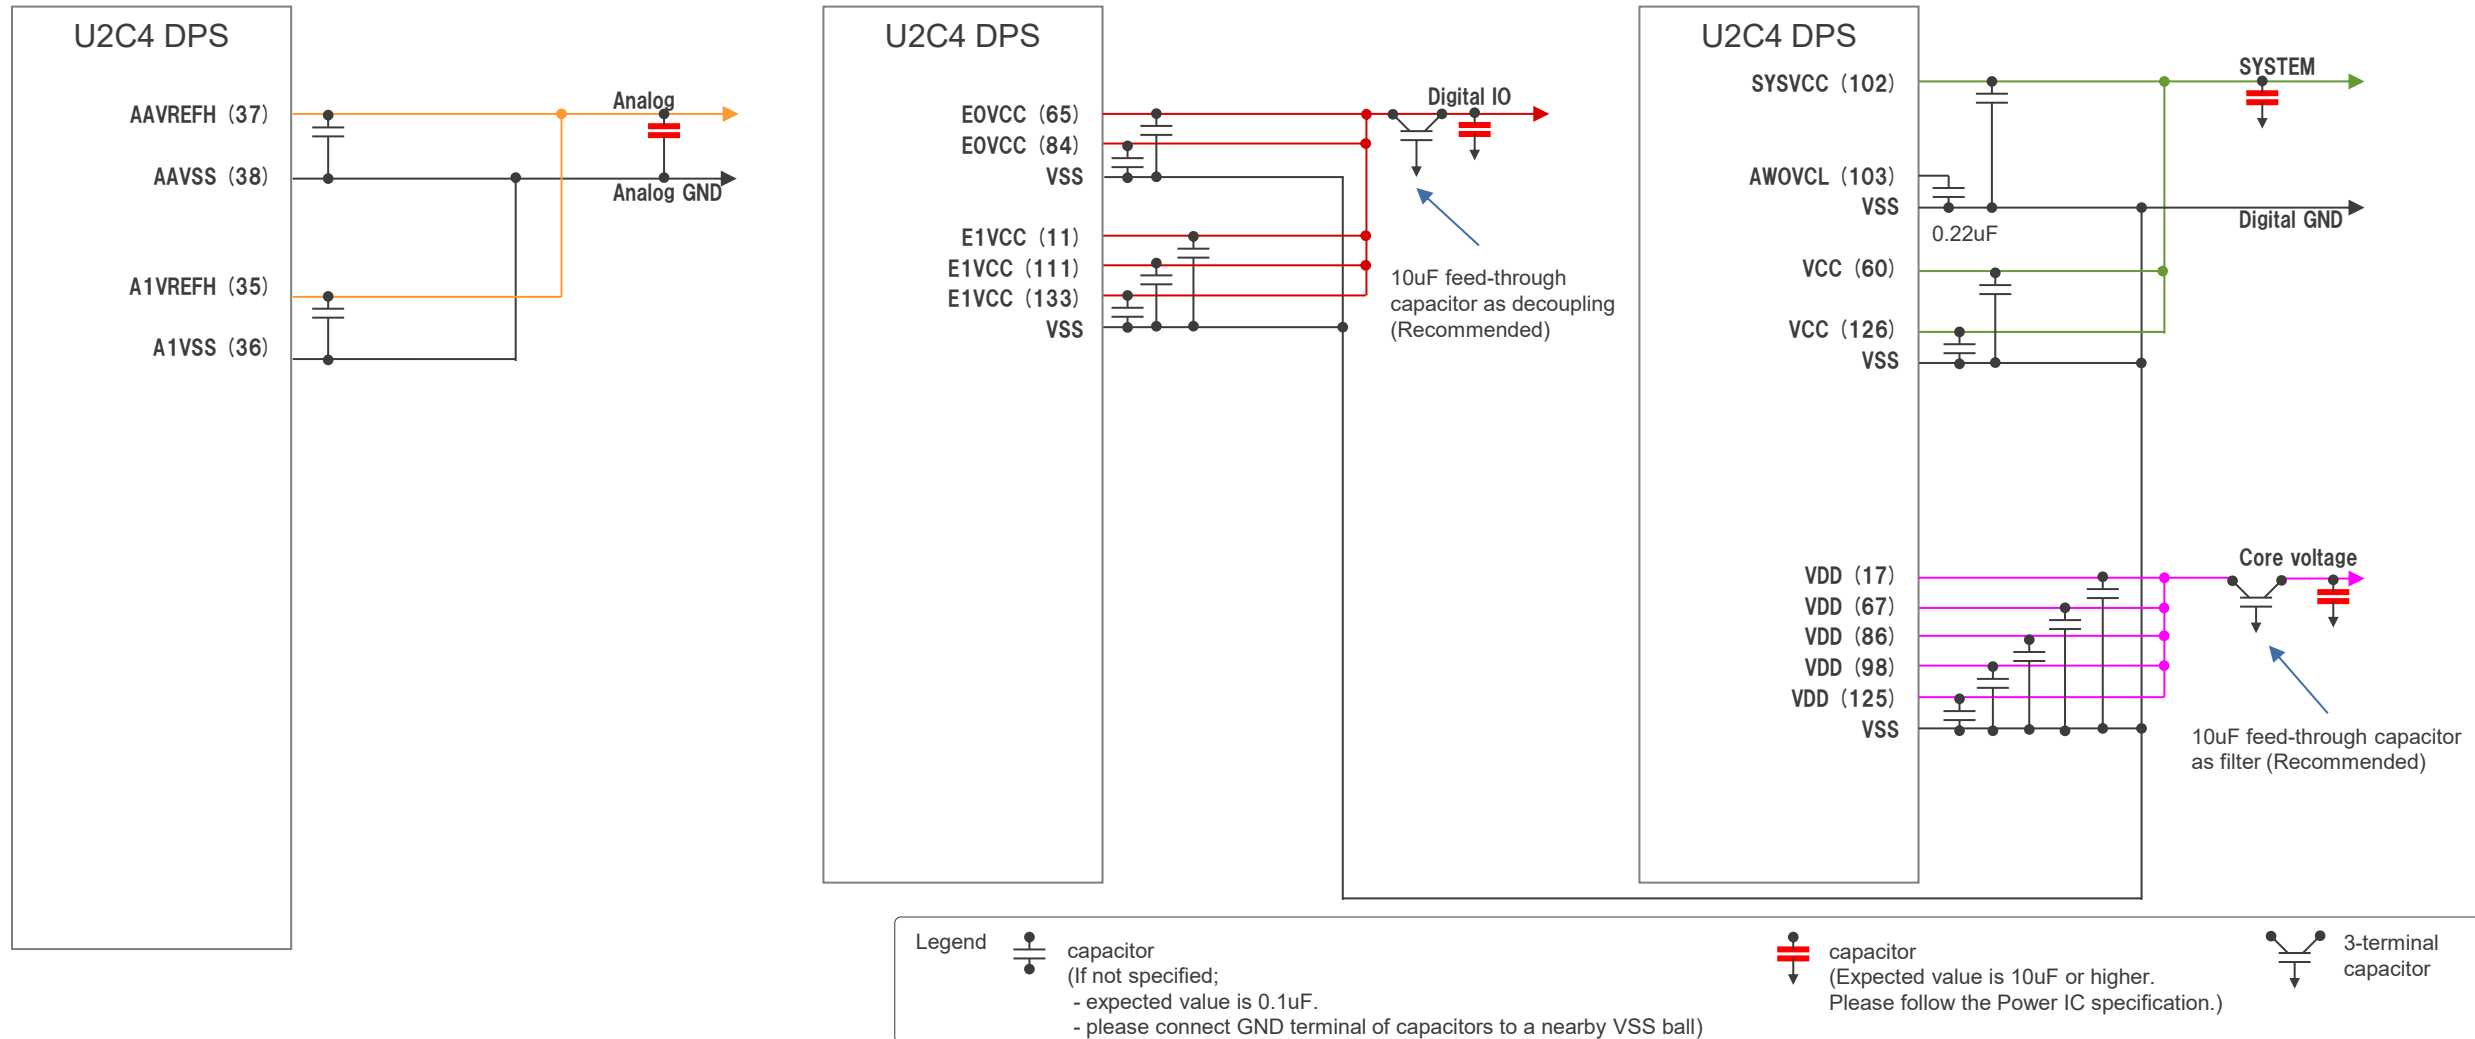 U2C4 DPS
AAVREFH (37)
AAVSS (38)
A1VREFH (35)
A1VSS (36)
Analog
Analog GND
U2C4 DPS
E0VCC (65)
E0VCC (84)
VSS
E1VCC (11)
E1VCC (111)
E1VCC (133)
VSS
Digital IO
10uF feed-through
capacitor as decoupling
(Recommended)
U2C4 DPS
SYSVCC (102)
AWOVCL (103)
VSS
0.22uF
VCC (60)
VCC (126)
VSS
VDD (17)
VDD (67)
VDD (86)
VDD (98)
VDD (125)
VSS
SYSTEM
Digital GND
Core voltage
10uF feed-through capacitor
as filter (Recommended)
Legend
capacitor
(If not specified;
- expected value is 0.1uF.
- please connect GND terminal of capacitors to a nearby VSS ball)
capacitor
(Expected value is 10uF or higher.
Please follow the Power IC specification.)
3-terminal
capacitor